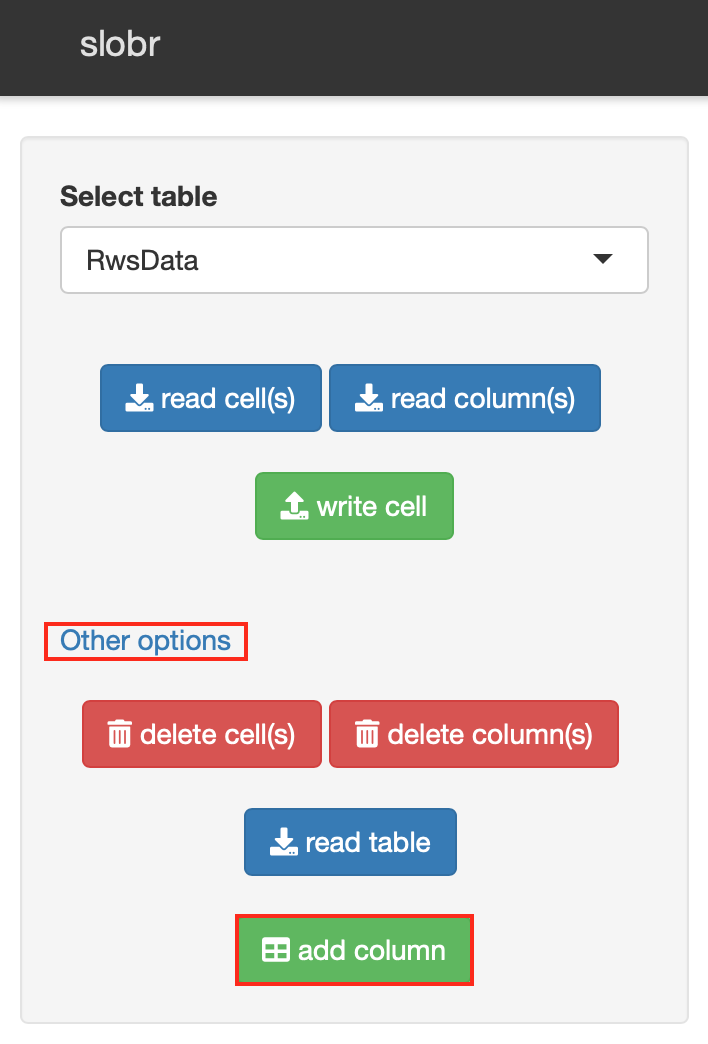 slobr
Select table
RwsData
read cell(s) read column(s)
write cell
Other options
delete cell(s) delete column(s)
read table
add column